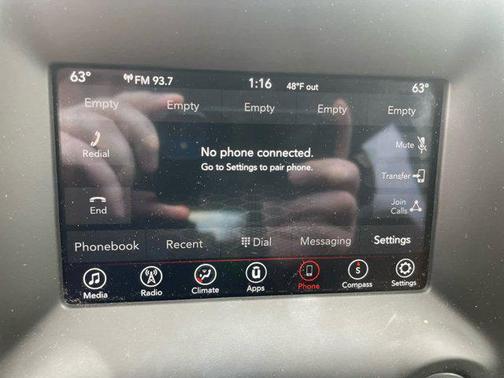 63° FM 93.7 1:16 48°F out 63°
Empty Empty Empty Empty Empty
No phone connected.
Go to Settings to pair phone.
Redial
Mute
Transfer
End
Join
Calls
Phonebook Recent Dial Messaging Settings
Media Radio Climate Apps Phone Compass Settings
S